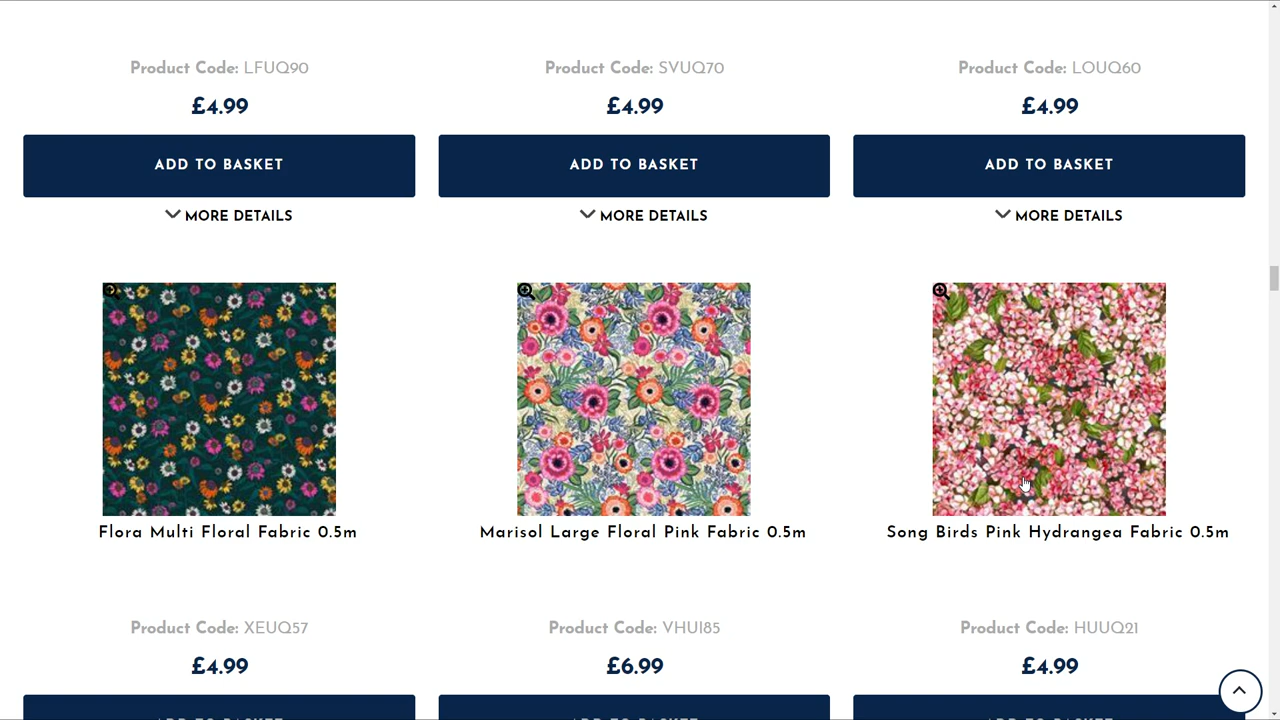 Product Code: LFUQ90
Product Code: SVUQ70
Product Code: LOUQ60
£4.99
£4.99
£4.99
ADD TO BASKET
ADD TO BASKET
ADD TO BASKET
MORE DETAILS
MORE DETAILS
MORE DETAILS
Flora Multi Floral Fabric 0.5m
Marisol Large Floral Pink Fabric 0.5m
Song Birds Pink Hydrangea Fabric 0.5m
Product Code: XEUQ57
Product Code: VHUI85
Product Code: HUUQ21
£4.99
£6.99
£4.99